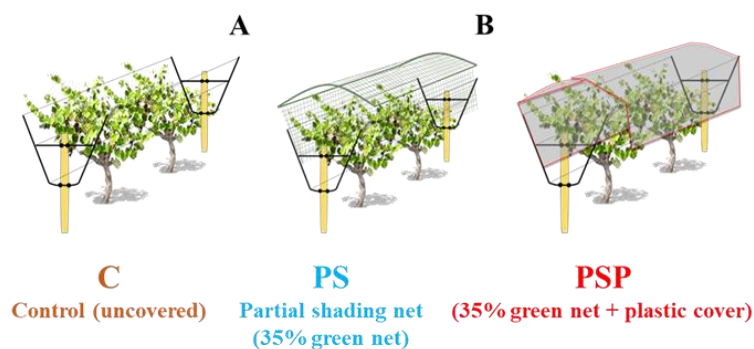 A
B
C
PS
PSP
Control (uncovered)
Partial shading net
(35% green net)
(35% green net + plastic cover)